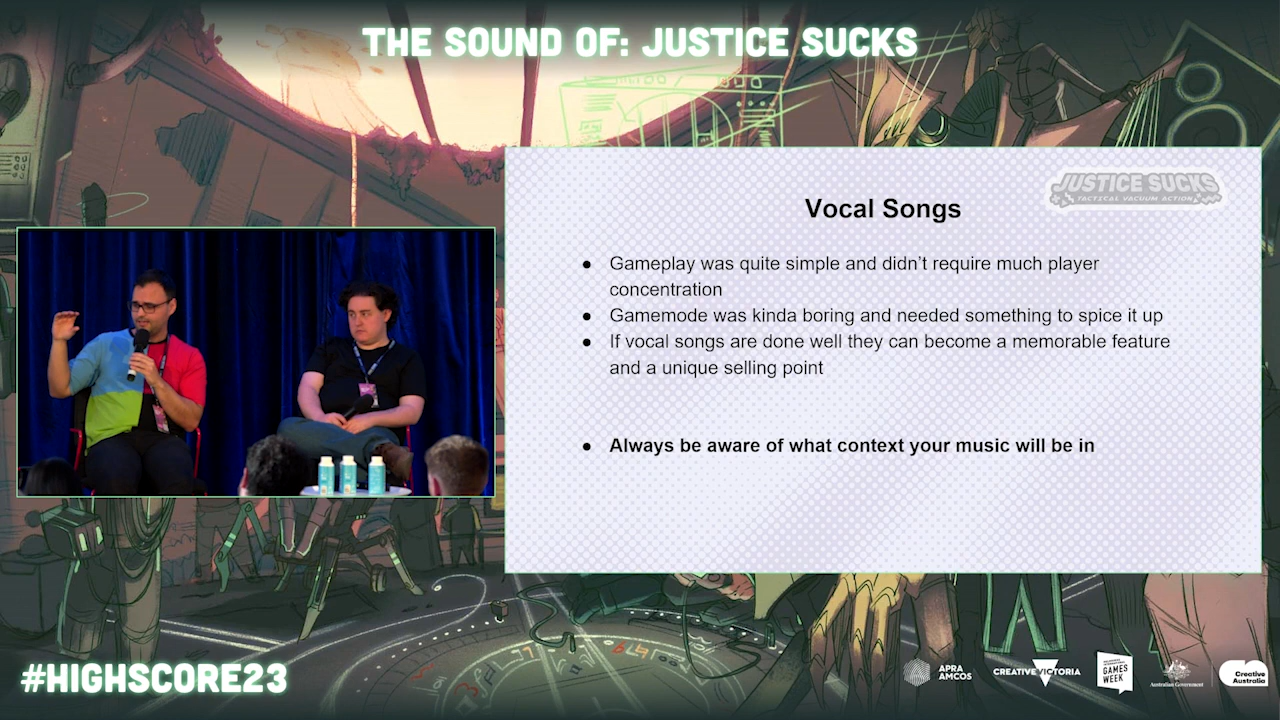 THE SOUND OF: JUSTICE SUCKS
JUSTICE SUCKS
TACTICAL VACUUM ACTION
Vocal Songs
● Gameplay was quite simple and didn't require much player
concentration
● Gamemode was kinda boring and needed something to spice it up
● If vocal songs are done well they can become a memorable feature
and a unique selling point
● Always be aware of what context your music will be in
#HIGHSCORE23
APRA
AMCOS
CREATIVE VICTORIA
GAMES
WEEK
Australian Government
Creative
Australia